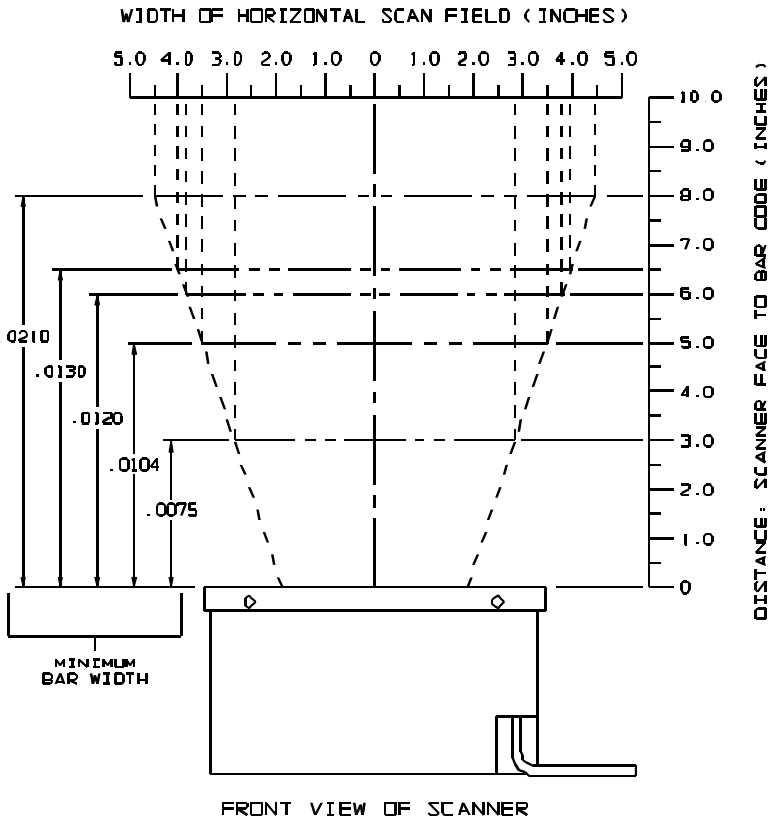 WIDTH OF HORIZONTAL SCAN FIELD (INCHES)
5.0 4.0 3.0 2.0 0 1.0 2.0 3.0 4.0 5.0
10.0
9.0
8.0
7.0
6.0
5.0
4.0
3.0
2.0
1.0
0
DISTANCE: SCANNER FACE TO BAR CODE (INCHES)
.0210
.0130
.0120
.0104
.0075
MINIMUM
BAR WIDTH
FRONT VIEW OF SCANNER